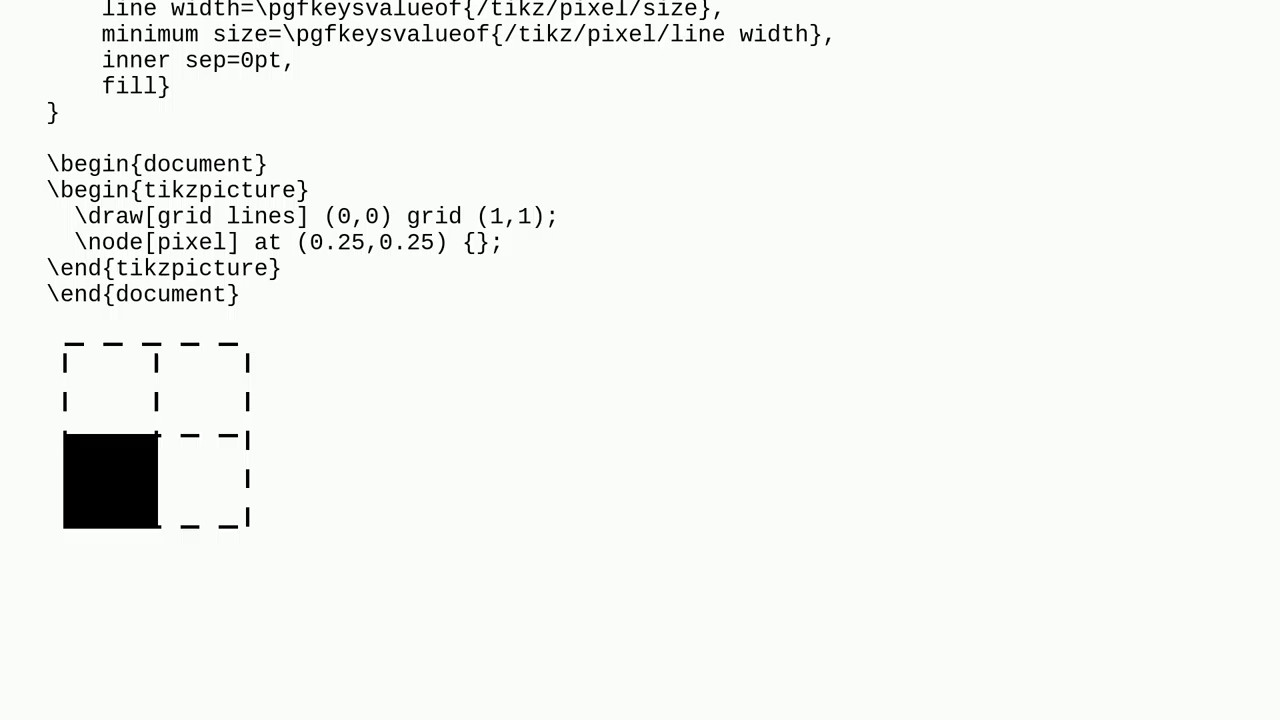 line width=\pgfkeysvalueof{/tikz/pixel/size},
minimum size=\pgfkeysvalueof{/tikz/pixel/line width},
inner sep=0pt,
fill}
}
\begin{document}
\begin{tikzpicture}
\draw[grid lines] (0,0) grid (1,1);
\node[pixel] at (0.25,0.25) {};
\end{tikzpicture}
\end{document}